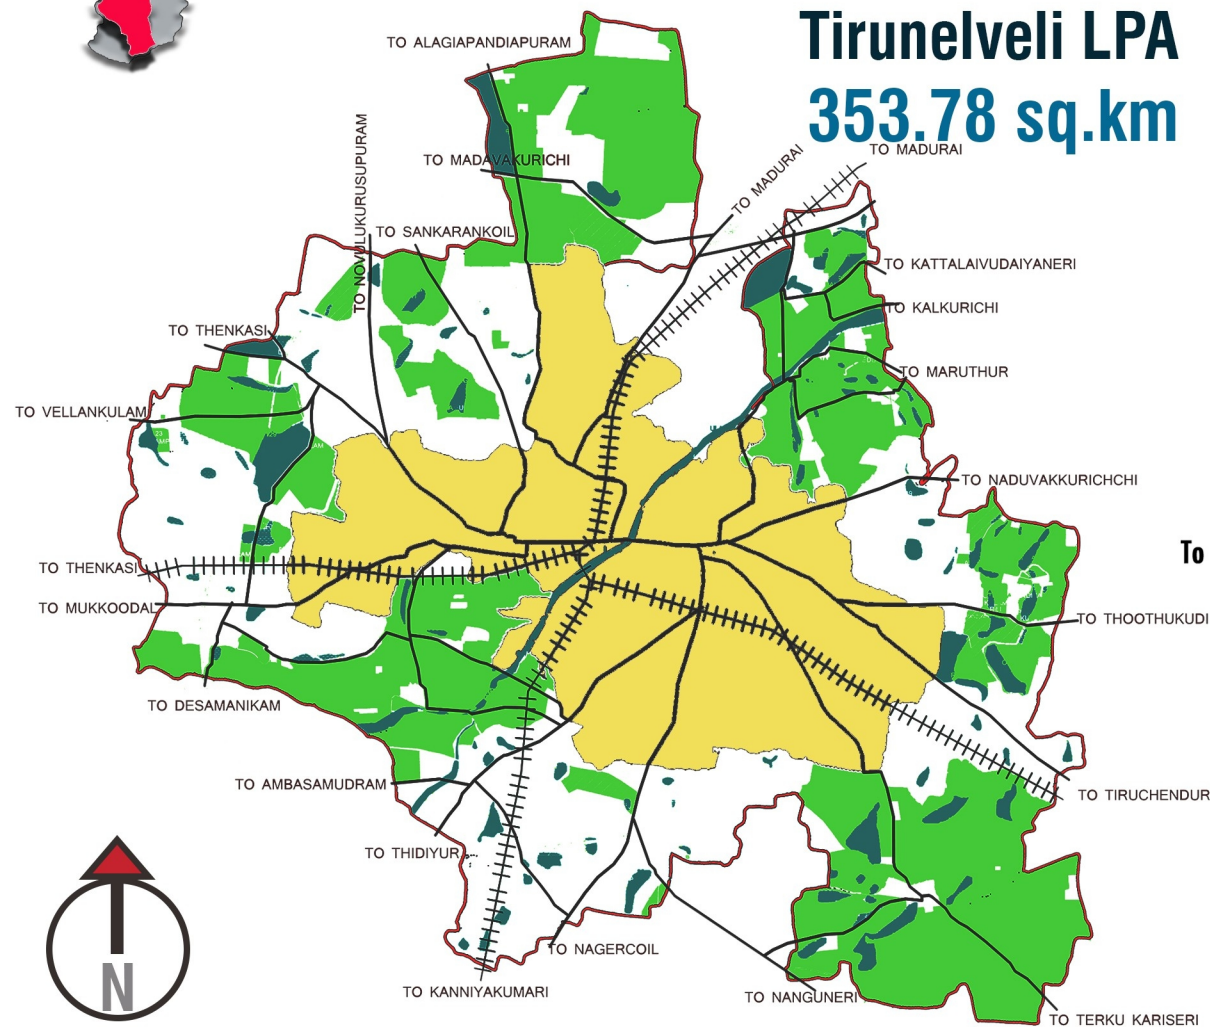 Tirunelveli LPA
353.78 sq.km
TO ALAGIAPANDIAPURAM
TO MADAVAKURICHI
TO MADURAI
TO MADURAI
TO NOVULUKURUSUPURAM
TO SANKARANKOIL
TO KATTALAIVUDAIYANERI
TO KALKURICHI
TO THENKASI
TO MARUTHUR
TO VELLANKULAM
TO NADUVAKKURICHCHI
To
TO THENKASI
TO MUKKOODAL
TO THOOTHUKUDI
TO DESAMANIKAM
TO AMBASAMUDRAM
TO TIRUCHENDUR
TO THIDIYUR
TO NAGERCOIL
TO KANNIYAKUMARI
TO NANGUNERI
TO TERKU KARISERI
N